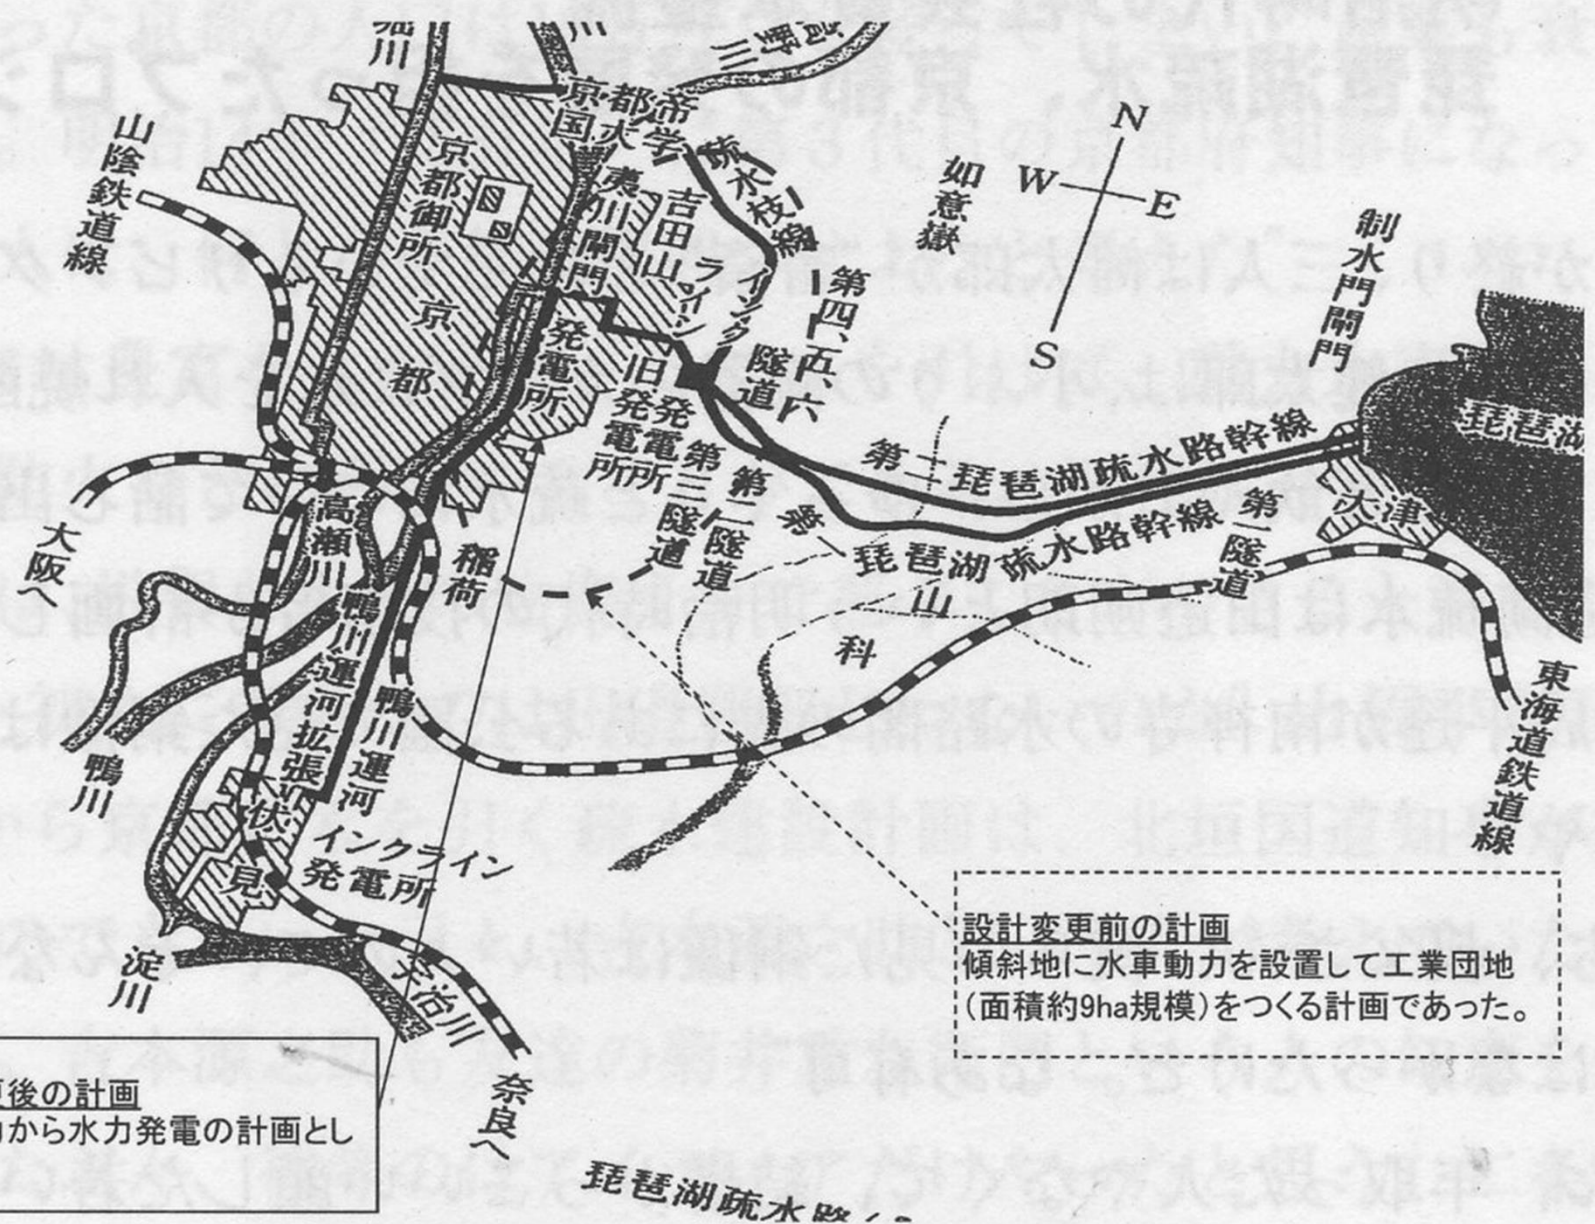 堀川
川
高野川
京都帝国大学
疏水枝線
山陰鉄道線
京都御所
夷川閘門
吉田山
インクライン
如意嶽
N
W
E
S
制水門閘門
第四、五、六隧道
京都
発電所
旧発電所
発電所
第三隧道
第二隧道
第二琵琶湖疏水路幹線
琵琶湖
大津
第一琵琶湖疏水路幹線
第一隧道
大阪へ
高瀬川
稲荷
山科
鴨川運河拡張
鴨川運河
鴨川
東海道鉄道線
伏見
インクライン
発電所
淀川
宇治川
設計変更前の計画
傾斜地に水車動力を設置して工業団地
(面積約9ha規模)をつくる計画であった。
後の計画
から水力発電の計画とし
奈良へ
琵琶湖疏水路